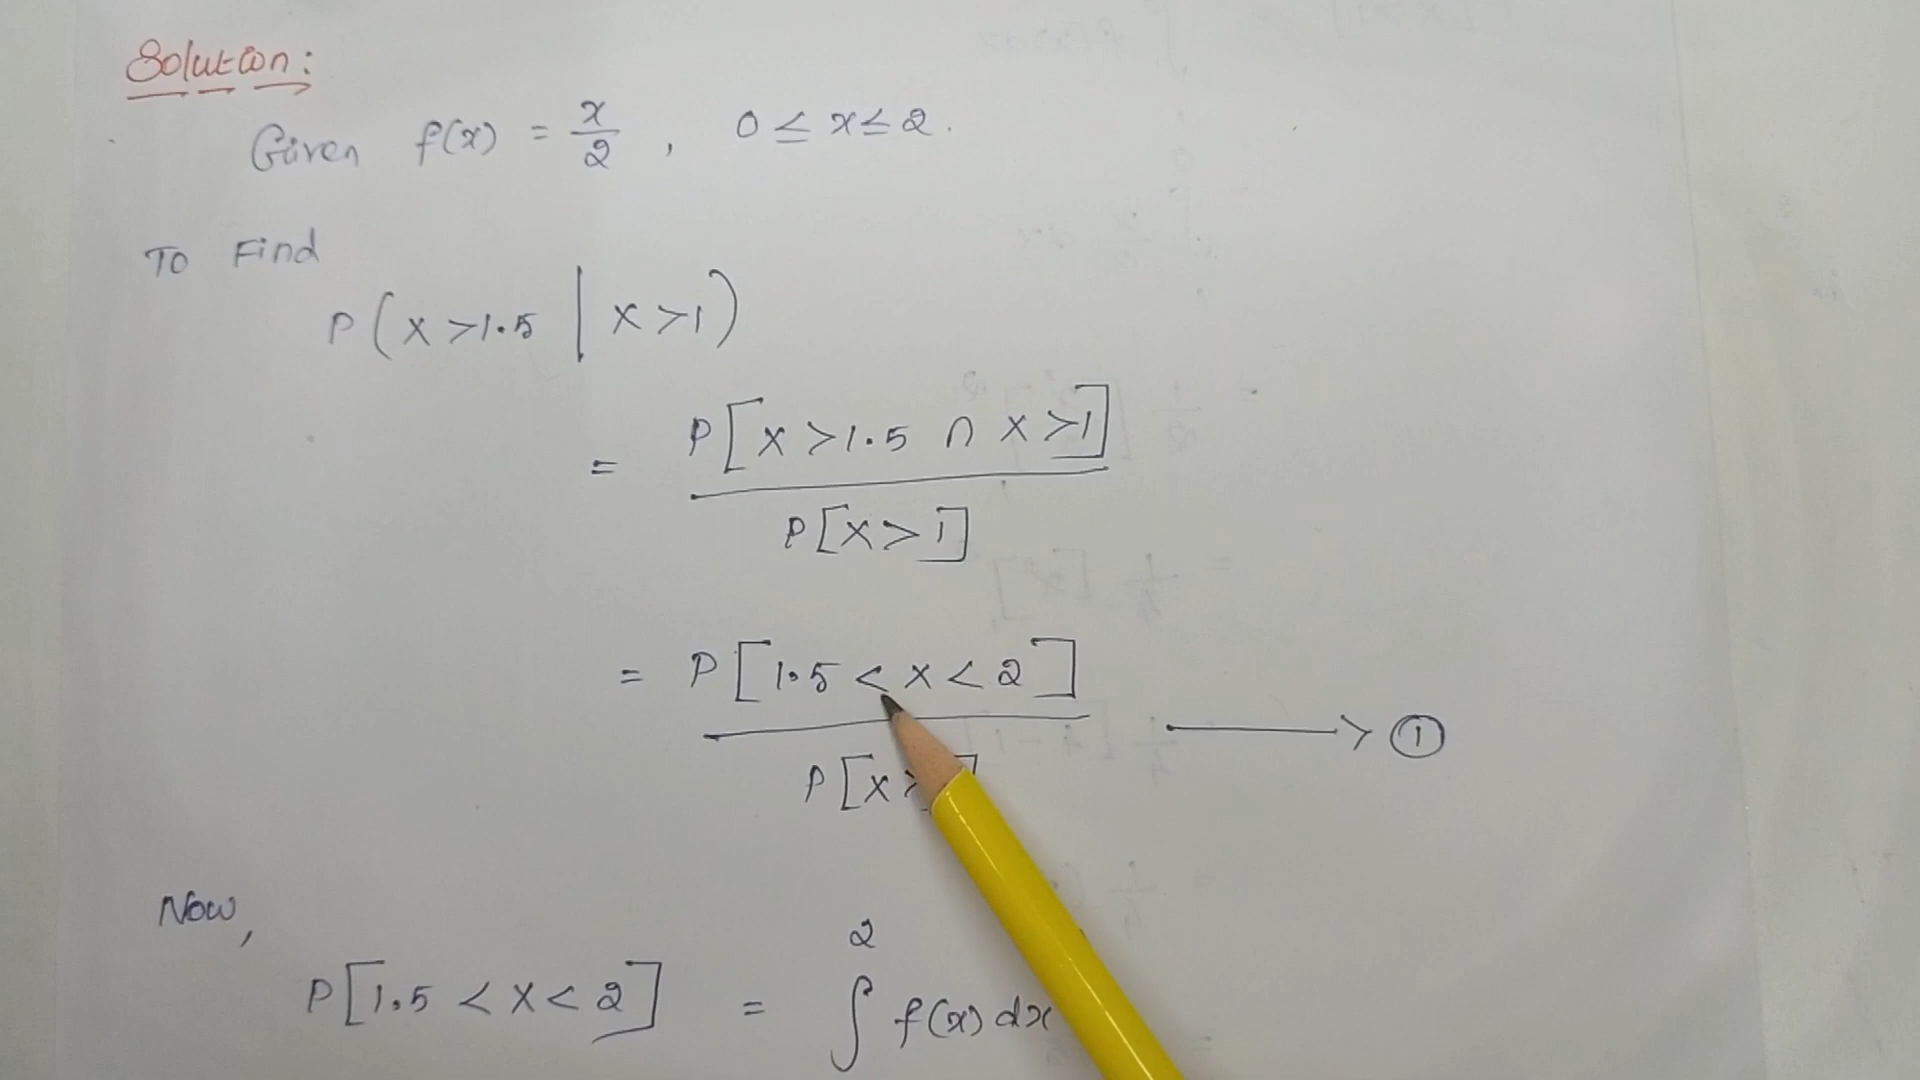 Solution:
Given f(x) = x/2 , 0 ≤ x ≤ 2.
To Find
P(X>1.5 | X>1)
= P[X>1.5 ∩ X>1]
P[X>1]
= P[1.5<X<2] → ①
P[X>
Now,
2
P[1.5<X<2] = ∫ f(x) dx